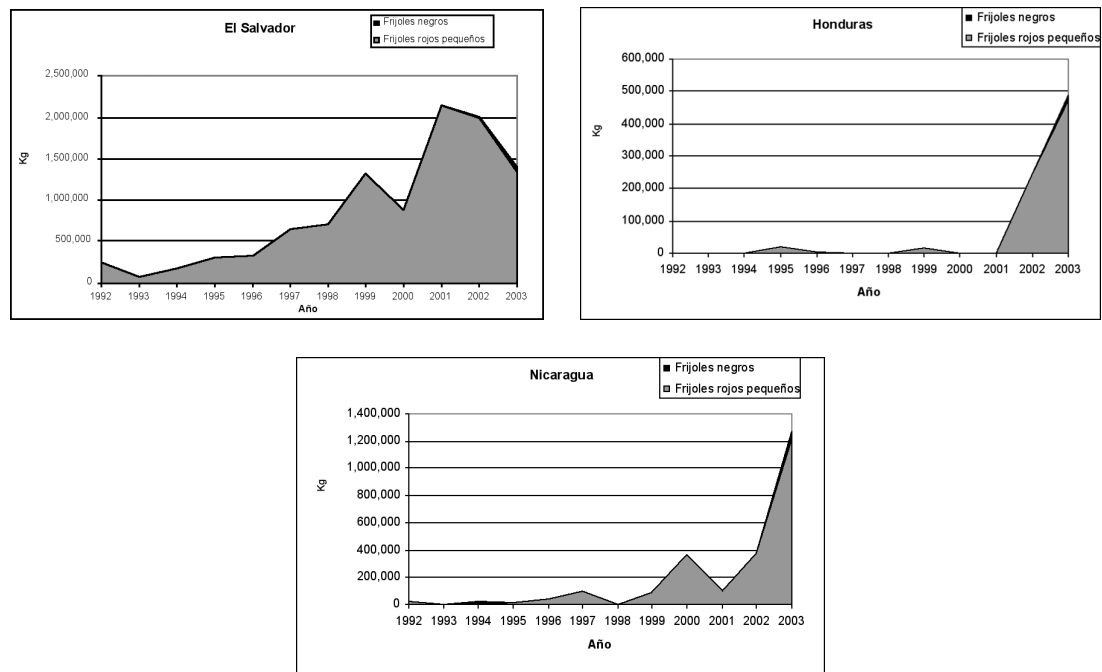 El Salvador
Frijoles negros
Frijoles rojos pequeños
2,500,000
2,000,000
1,500,000
1,000,000
500,000
0
Kg
1992 1993 1994 1995 1996 1997 1998 1999 2000 2001 2002 2003
Año
Honduras
Frijoles negros
Frijoles rojos pequeños
600,000
500,000
400,000
300,000
200,000
100,000
0
Kg
1992 1993 1994 1995 1996 1997 1998 1999 2000 2001 2002 2003
Año
Nicaragua
Frijoles negros
Frijoles rojos pequeños
1,400,000
1,200,000
1,000,000
800,000
600,000
400,000
200,000
0
Kg
1992 1993 1994 1995 1996 1997 1998 1999 2000 2001 2002 2003
Año